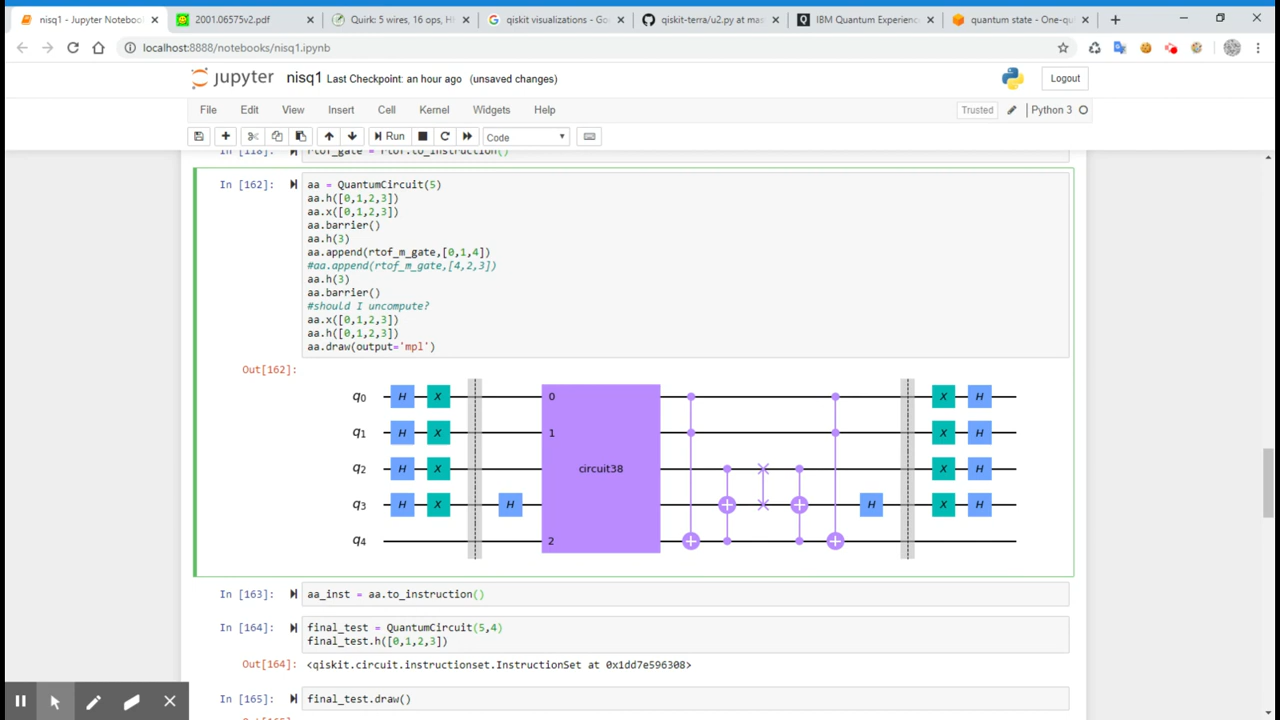 nisq1 - Jupyter Notebook
2001.06575v2.pdf
Quirk: 5 wires, 16 ops, H
qiskit visualizations - Go
qiskit-terra/u2.py at mas
IBM Quantum Experienc
quantum state - One-qu
localhost:8888/notebooks/nisq1.ipynb
jupyter nisq1 Last Checkpoint: an hour ago (unsaved changes)
Logout
File Edit View Insert Cell Kernel Widgets Help
Trusted
Python 3
Run
Code
In [118]: rtof_gate = rtof.to_instruction()
In [162]:
aa = QuantumCircuit(5)
aa.h([0,1,2,3])
aa.x([0,1,2,3])
aa.barrier()
aa.h(3)
aa.append(rtof_m_gate,[0,1,4])
#aa.append(rtof_m_gate,[4,2,3])
aa.h(3)
aa.barrier()
#should I uncompute?
aa.x([0,1,2,3])
aa.h([0,1,2,3])
aa.draw(output='mpl')
Out[162]:
q0 H X 0 X H
q1 H X 1 X H
q2 H X circuit38 X H
q3 H X H H X H
q4 2
In [163]: aa_inst = aa.to_instruction()
In [164]: final_test = QuantumCircuit(5,4)
final_test.h([0,1,2,3])
Out[164]: <qiskit.circuit.instructionset.InstructionSet at 0x1dd7e596308>
In [165]: final_test.draw()